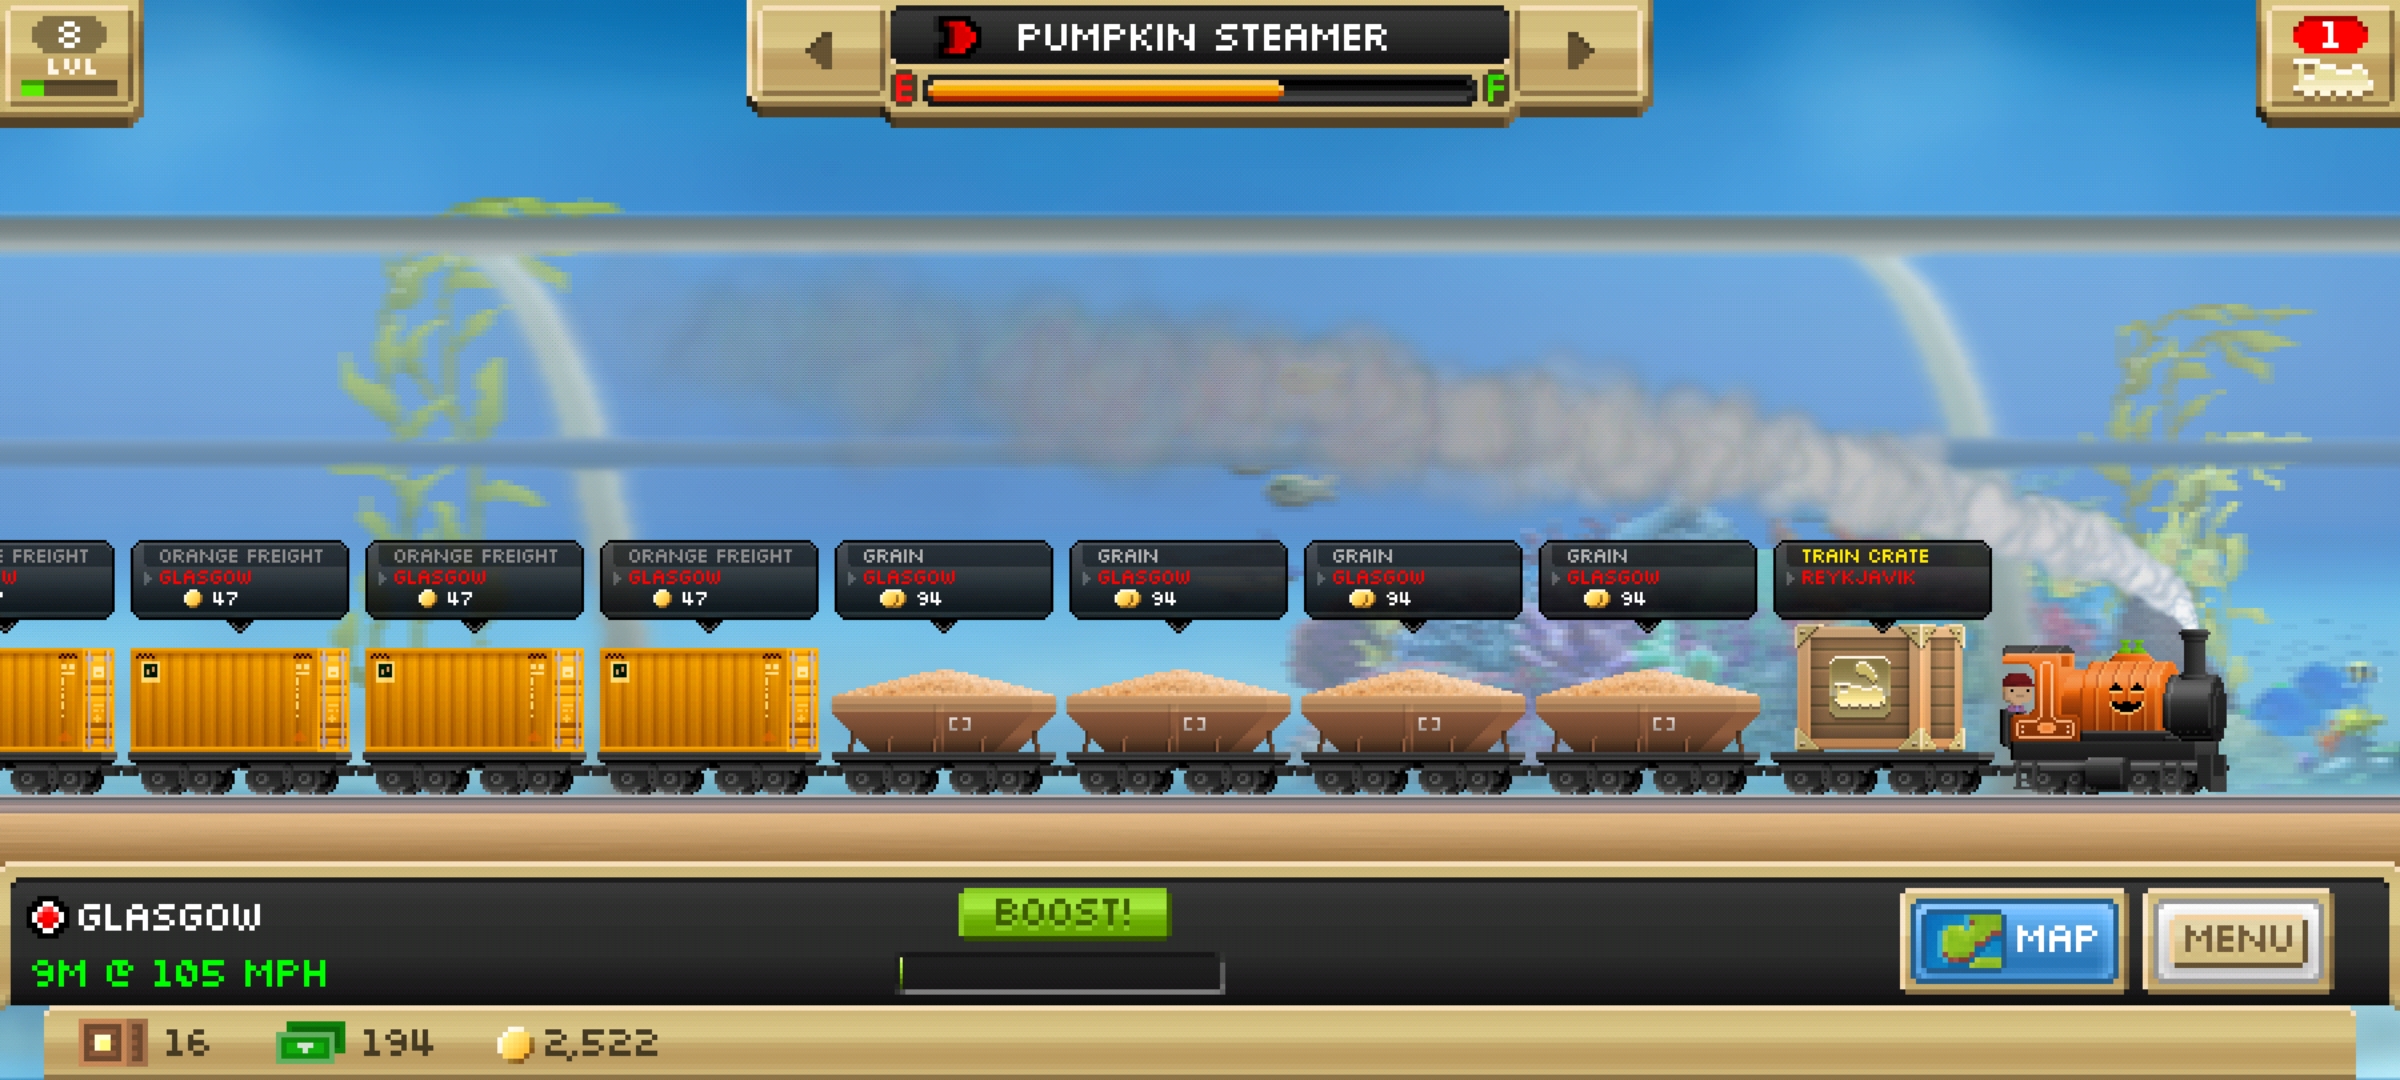 8
LVL
PUMPKIN STEAMER
E F
1
E FREIGHT
W
ORANGE FREIGHT
GLASGOW
47
ORANGE FREIGHT
GLASGOW
47
ORANGE FREIGHT
GLASGOW
47
GRAIN
GLASGOW
94
GRAIN
GLASGOW
94
GRAIN
GLASGOW
94
GRAIN
GLASGOW
94
TRAIN CRATE
REYKJAVIK
GLASGOW
9M @ 105 MPH
BOOST!
MAP
MENU
16 194 2,522